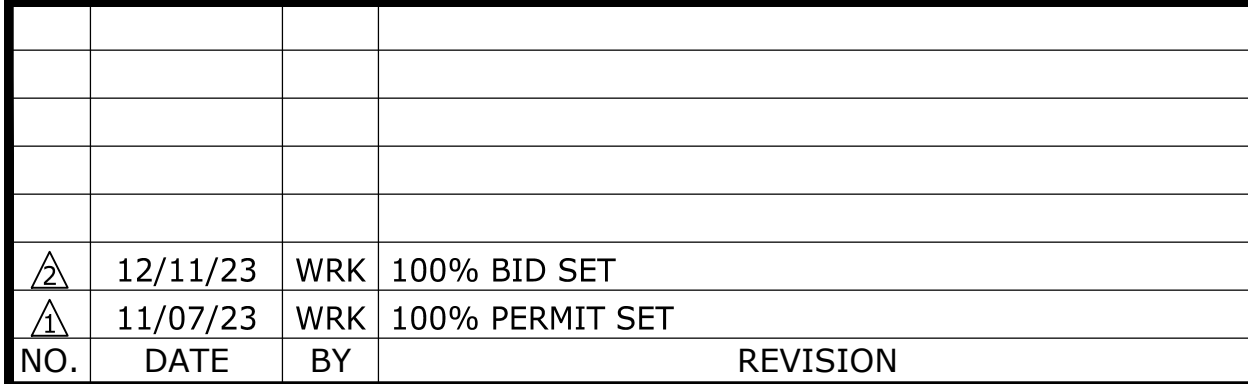 2 12/11/23 WRK 100% BID SET
1 11/07/23 WRK 100% PERMIT SET
NO. DATE BY REVISION